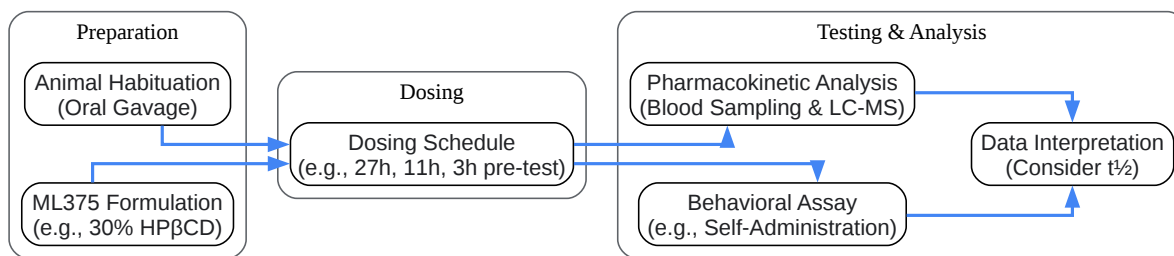 Preparation
Animal Habituation
(Oral Gavage)
ML375 Formulation
(e.g., 30% HPβCD)
Dosing
Dosing Schedule
(e.g., 27h, 11h, 3h pre-test)
Testing & Analysis
Pharmacokinetic Analysis
(Blood Sampling & LC-MS)
Behavioral Assay
(e.g., Self-Administration)
Data Interpretation
(Consider t½)